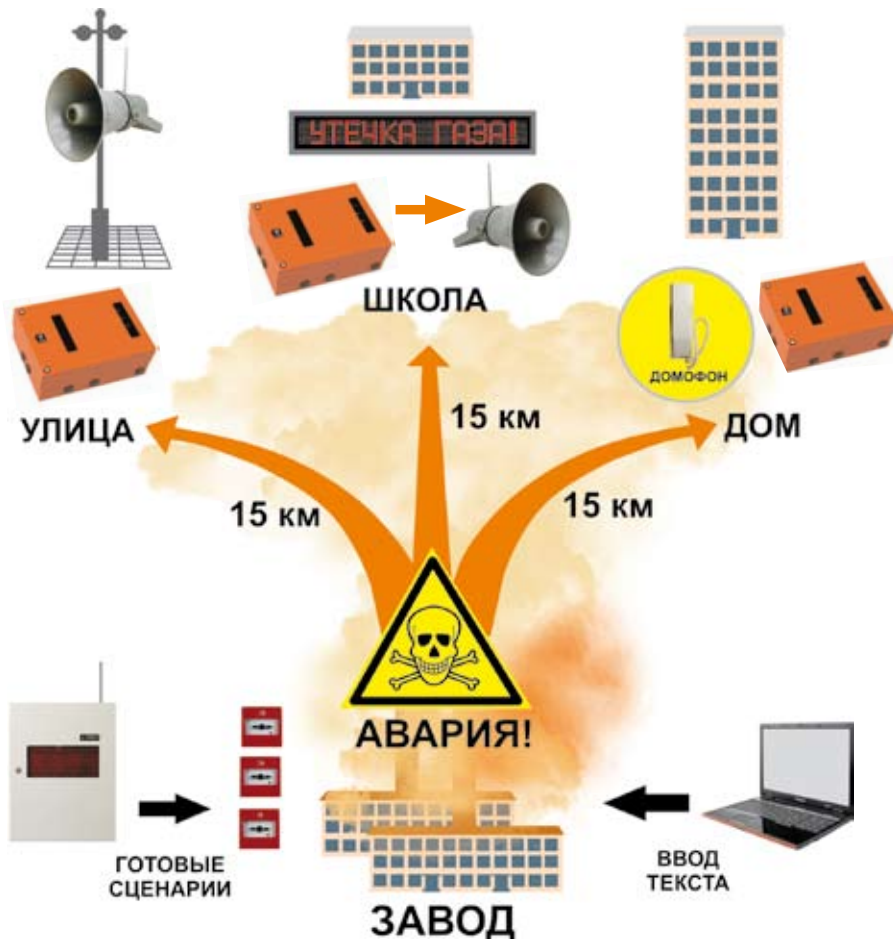 УТЕЧКА ГАЗА!
ШКОЛА
ДОМОФОН
УЛИЦА
15 км
ДОМ
15 км
15 км
АВАРИЯ!
ГОТОВЫЕ
СЦЕНАРИИ
ВВОД
ТЕКСТА
ЗАВОД